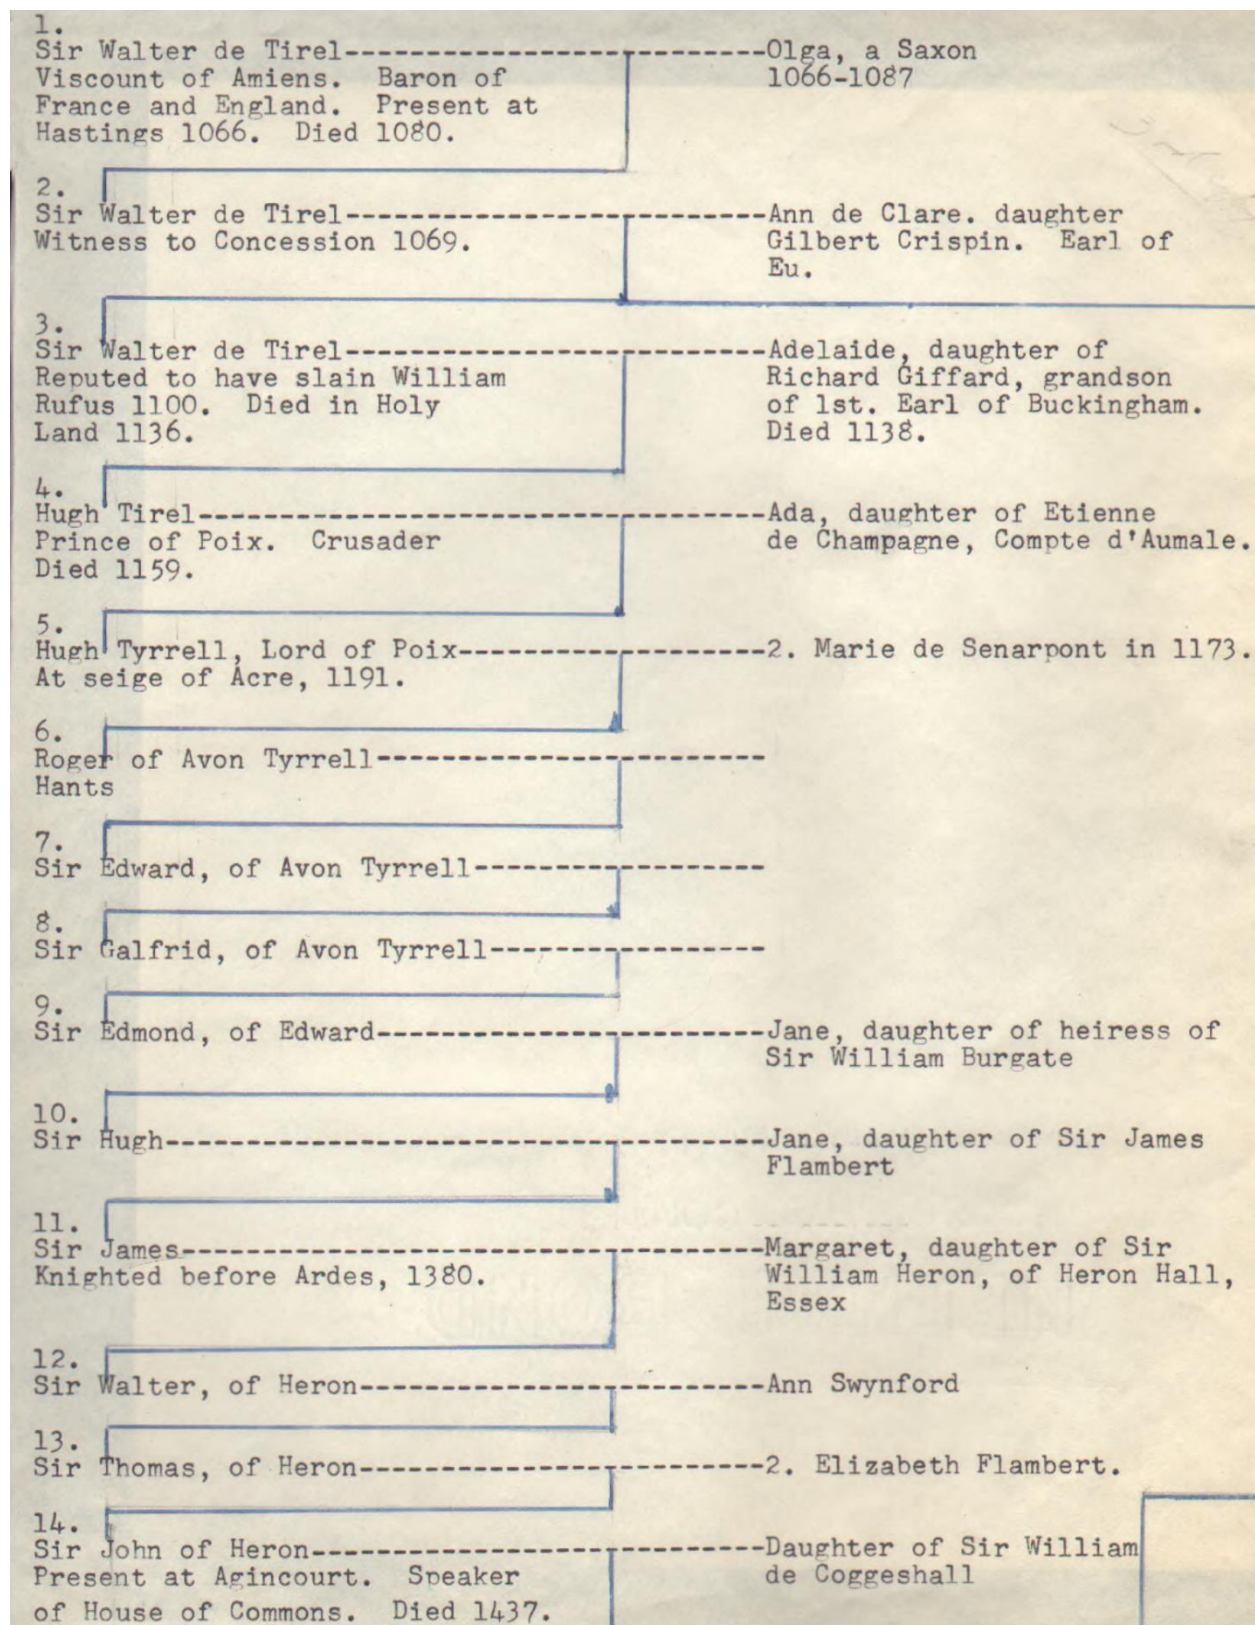 1.
Sir Walter de Tirel--------------------------Olga, a Saxon
Viscount of Amiens. Baron of 1066-1087
France and England. Present at
Hastings 1066. Died 1080.
2.
Sir Walter de Tirel--------------------------Ann de Clare. daughter
Witness to Concession 1069. Gilbert Crispin. Earl of
Eu.
3.
Sir Walter de Tirel--------------------------Adelaide, daughter of
Reputed to have slain William Richard Giffard, grandson
Rufus 1100. Died in Holy of 1st. Earl of Buckingham.
Land 1136. Died 1138.
4.
Hugh Tirel-----------------------------------Ada, daughter of Etienne
Prince of Poix. Crusader de Champagne, Compte d'Aumale.
Died 1159.
5.
Hugh Tyrrell, Lord of Poix-------------------2. Marie de Senarpont in 1173.
At seige of Acre, 1191.
6.
Roger of Avon Tyrrell------------------------
Hants
7.
Sir Edward, of Avon Tyrrell------------------
8.
Sir Galfrid, of Avon Tyrrell-----------------
9.
Sir Edmond, of Edward------------------------Jane, daughter of heiress of
Sir William Burgate
10.
Sir Hugh-------------------------------------Jane, daughter of Sir James
Flambert
11.
Sir James------------------------------------Margaret, daughter of Sir
Knighted before Ardes, 1380. William Heron, of Heron Hall,
Essex
12.
Sir Walter, of Heron-------------------------Ann Swynford
13.
Sir Thomas, of Heron-------------------------2. Elizabeth Flambert.
14.
Sir John of Heron----------------------------Daughter of Sir William
Present at Agincourt. Speaker de Coggeshall
of House of Commons. Died 1437.